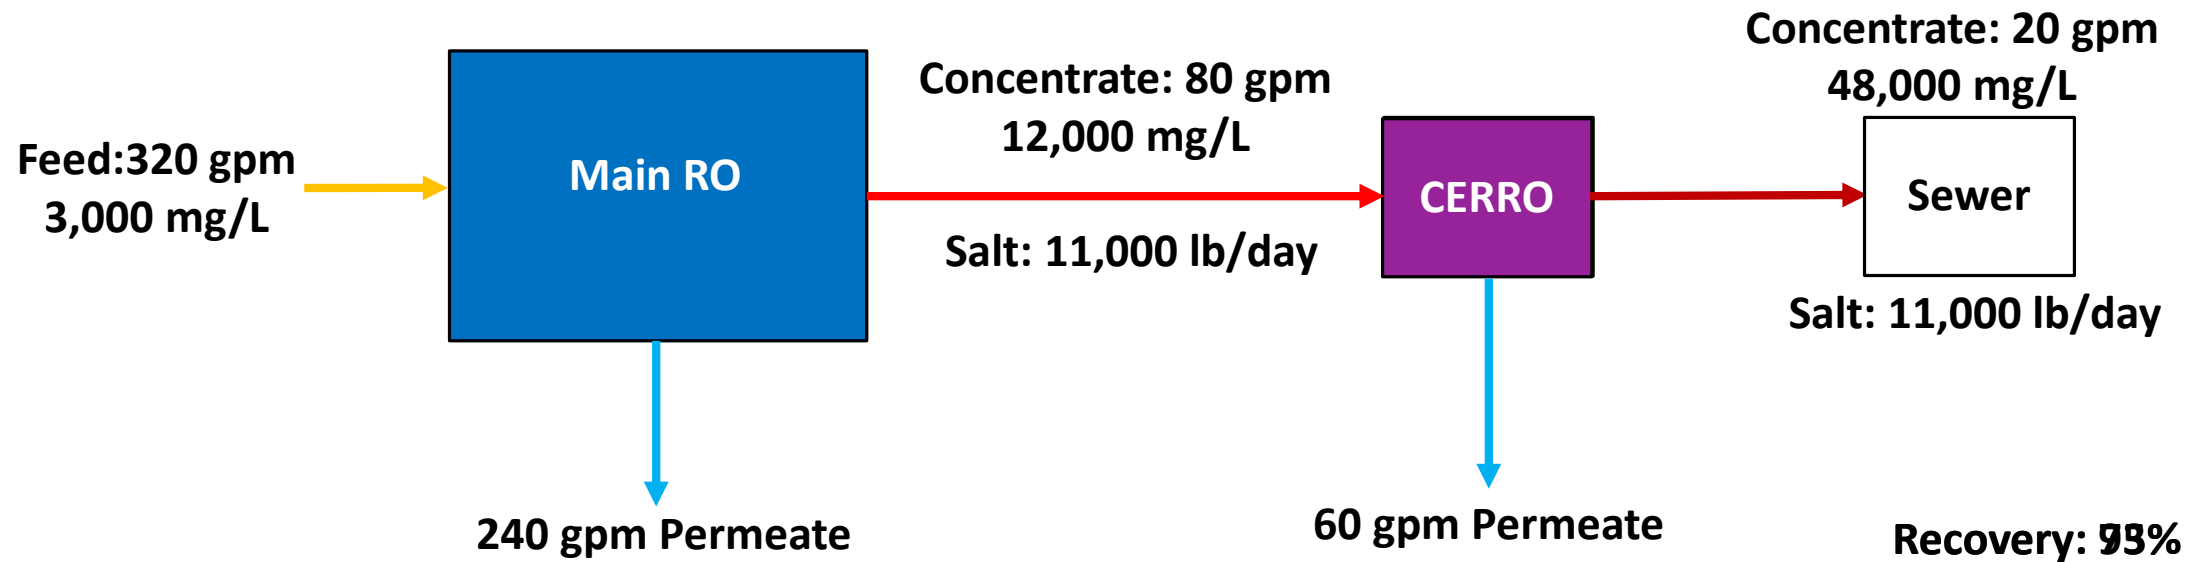 Feed:320 gpm
3,000 mg/L
Main RO
Concentrate: 80 gpm
12,000 mg/L
Salt: 11,000 lb/day
CERRO
Concentrate: 20 gpm
48,000 mg/L
Sewer
Salt: 11,000 lb/day
240 gpm Permeate
60 gpm Permeate
Recovery: